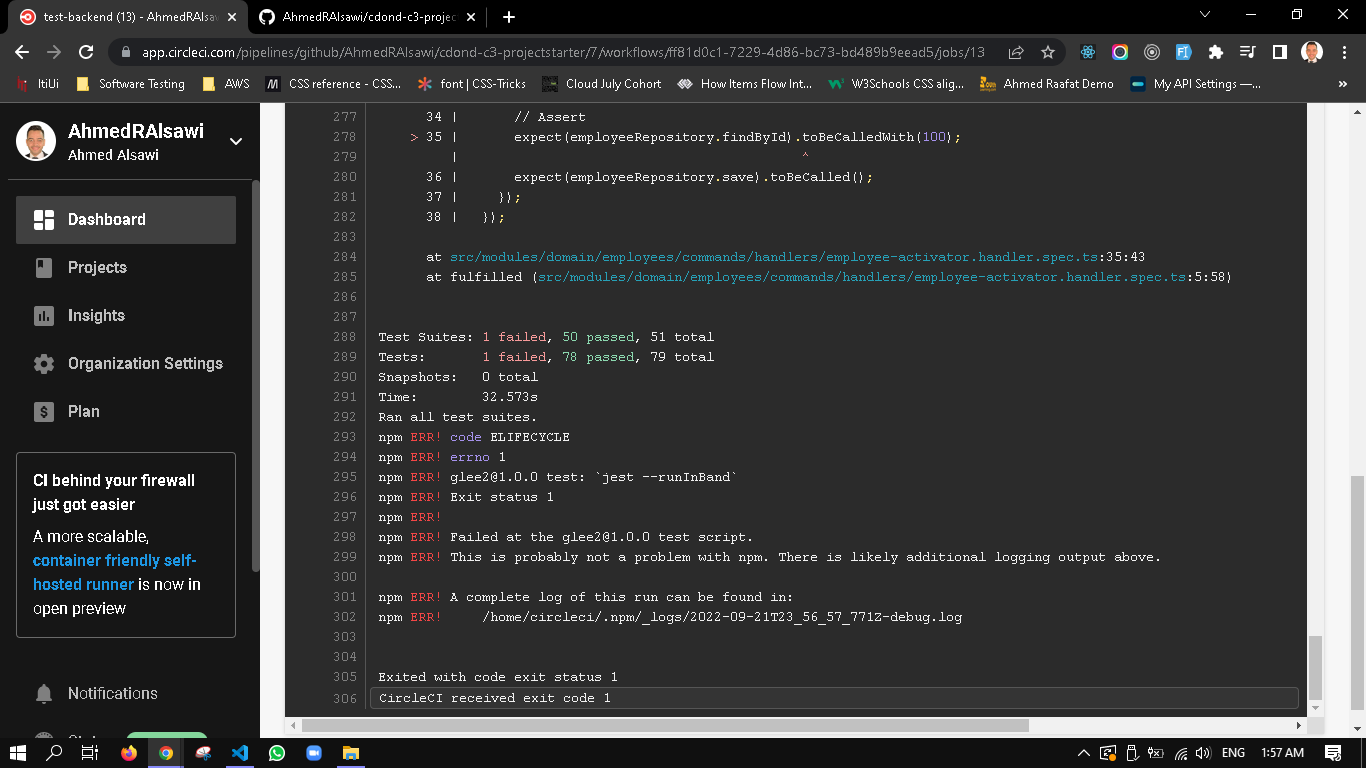 test-backend (13) - AhmedRAlsaw
AhmedRAlsawi/cdond-c3-project
app.circleci.com/pipelines/github/AhmedRAlsawi/cdond-c3-projectstarter/7/workflows/ff81d0c1-7229-4d86-bc73-bd489b9eead5/jobs/13
ItiUi
Software Testing
AWS
CSS reference - CSS...
font | CSS-Tricks
Cloud July Cohort
How Items Flow Int...
W3Schools CSS alig...
Ahmed Raafat Demo
My API Settings —...
»
AhmedRAlsawi
Ahmed Alsawi
Dashboard
Projects
Insights
Organization Settings
Plan
CI behind your firewall
just got easier
A more scalable,
container friendly self-
hosted runner is now in
open preview
Notifications
277 34 | // Assert
278 > 35 | expect(employeeRepository.findById).toBeCalledWith(100);
279 | ^
280 36 | expect(employeeRepository.save).toBeCalled();
281 37 | });
282 38 | });
283
284 at src/modules/domain/employees/commands/handlers/employee-activator.handler.spec.ts:35:43
285 at fulfilled (src/modules/domain/employees/commands/handlers/employee-activator.handler.spec.ts:5:58)
286
287
288 Test Suites: 1 failed, 50 passed, 51 total
289 Tests: 1 failed, 78 passed, 79 total
290 Snapshots: 0 total
291 Time: 32.573s
292 Ran all test suites.
293 npm ERR! code ELIFECYCLE
294 npm ERR! errno 1
295 npm ERR! glee2@1.0.0 test: `jest --runInBand`
296 npm ERR! Exit status 1
297 npm ERR!
298 npm ERR! Failed at the glee2@1.0.0 test script.
299 npm ERR! This is probably not a problem with npm. There is likely additional logging output above.
300
301 npm ERR! A complete log of this run can be found in:
302 npm ERR! /home/circleci/.npm/_logs/2022-09-21T23_56_57_771Z-debug.log
303
304
305 Exited with code exit status 1
306 CircleCI received exit code 1
ENG
1:57 AM